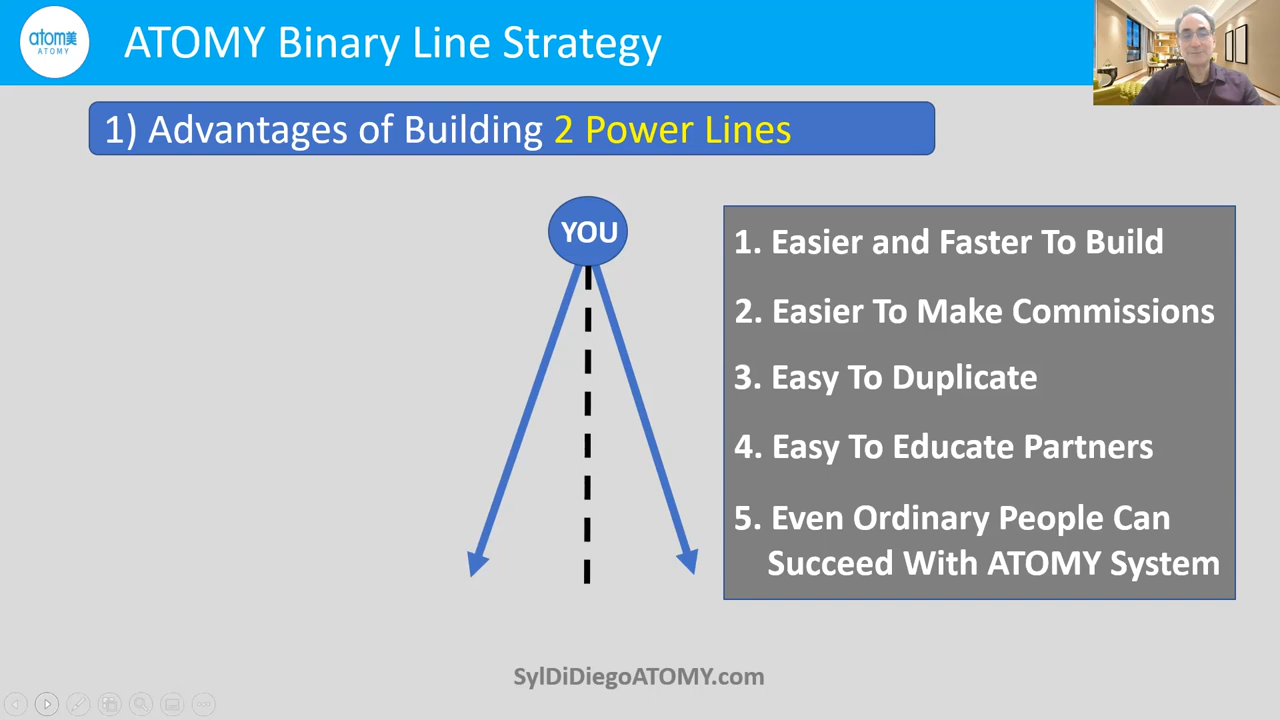 atom美
ATOMY
ATOMY Binary Line Strategy
1) Advantages of Building 2 Power Lines
YOU
1. Easier and Faster To Build
2. Easier To Make Commissions
3. Easy To Duplicate
4. Easy To Educate Partners
5. Even Ordinary People Can
Succeed With ATOMY System
SylDiDiegoATOMY.com